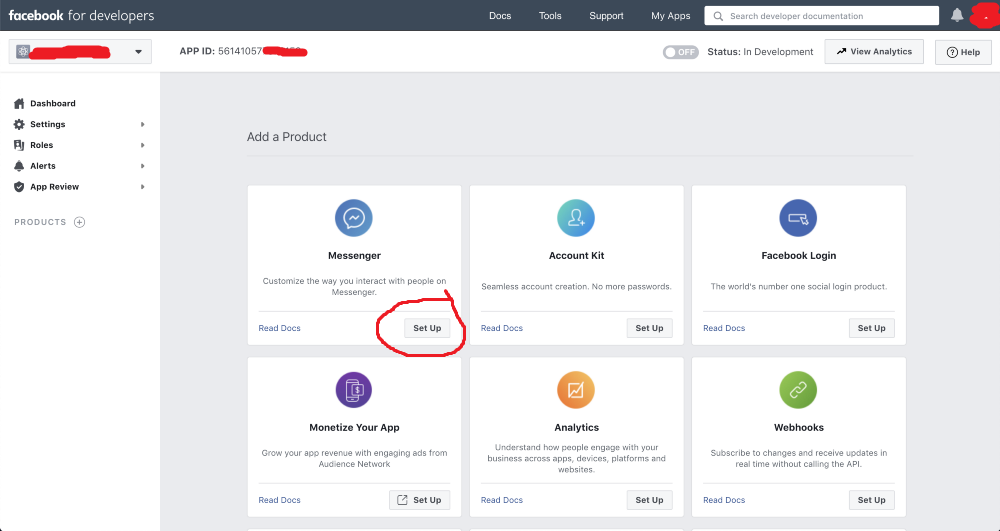 facebook for developers
Docs
Tools
Support
My Apps
Search developer documentation
APP ID: 56141057
OFF
Status: In Development
View Analytics
Help
Dashboard
Settings
Roles
Alerts
App Review
PRODUCTS
Add a Product
Messenger
Customize the way you interact with people on
Messenger.
Read Docs
Set Up
Account Kit
Seamless account creation. No more passwords.
Read Docs
Set Up
Facebook Login
The world's number one social login product.
Read Docs
Set Up
Monetize Your App
Grow your app revenue with engaging ads from
Audience Network
Read Docs
Set Up
Analytics
Understand how people engage with your
business across apps, devices, platforms and
websites.
Read Docs
Set Up
Webhooks
Subscribe to changes and receive updates in
real time without calling the API.
Read Docs
Set Up